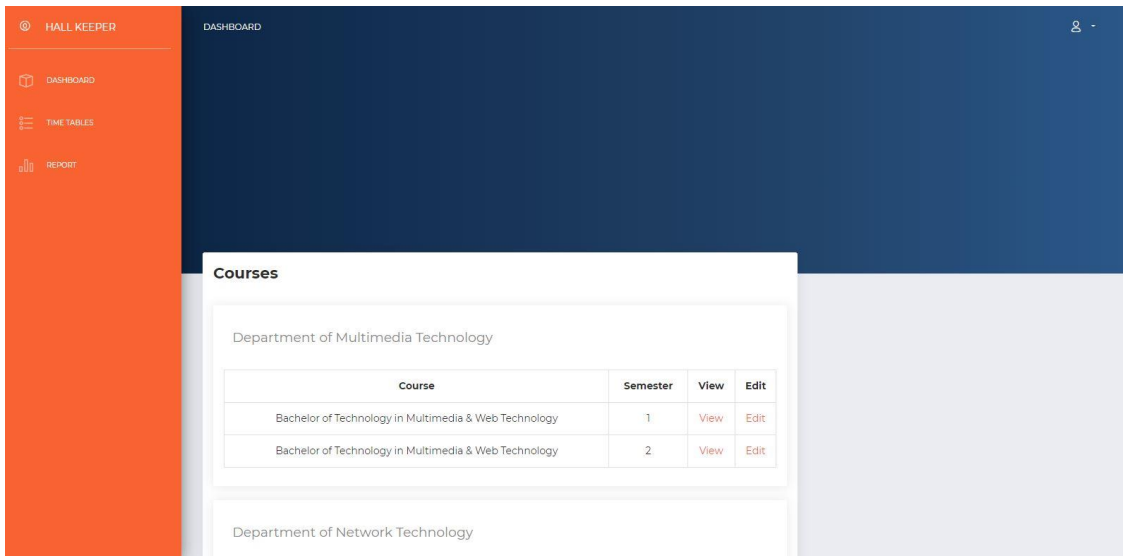 HALL KEEPER
DASHBOARD
TIME TABLES
REPORT
DASHBOARD
Courses
Department of Multimedia Technology
Course Semester View Edit
Bachelor of Technology in Multimedia & Web Technology 1 View Edit
Bachelor of Technology in Multimedia & Web Technology 2 View Edit
Department of Network Technology